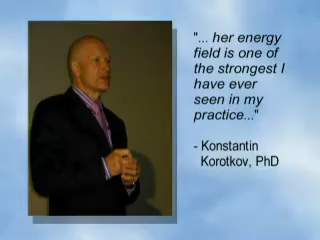 "... her energy
field is one of
the strongest I
have ever
seen in my
practice..."
- Konstantin
Korotkov, PhD